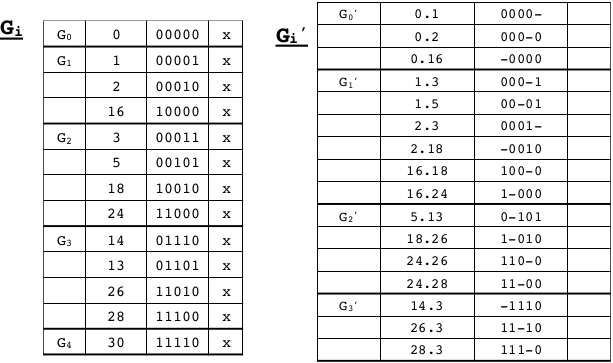 Gi
G0 0 00000 x
G1 1 00001 x
2 00010 x
16 10000 x
G2 3 00011 x
5 00101 x
18 10010 x
24 11000 x
G3 14 01110 x
13 01101 x
26 11010 x
28 11100 x
G4 30 11110 x
Gi′
G0′ 0.1 0000-
0.2 000-0
0.16 -0000
G1′ 1.3 000-1
1.5 00-01
2.3 0001-
2.18 -0010
16.18 100-0
16.24 1-000
G2′ 5.13 0-101
18.26 1-010
24.26 110-0
24.28 11-00
G3′ 14.3 -1110
26.3 11-10
28.3 111-0